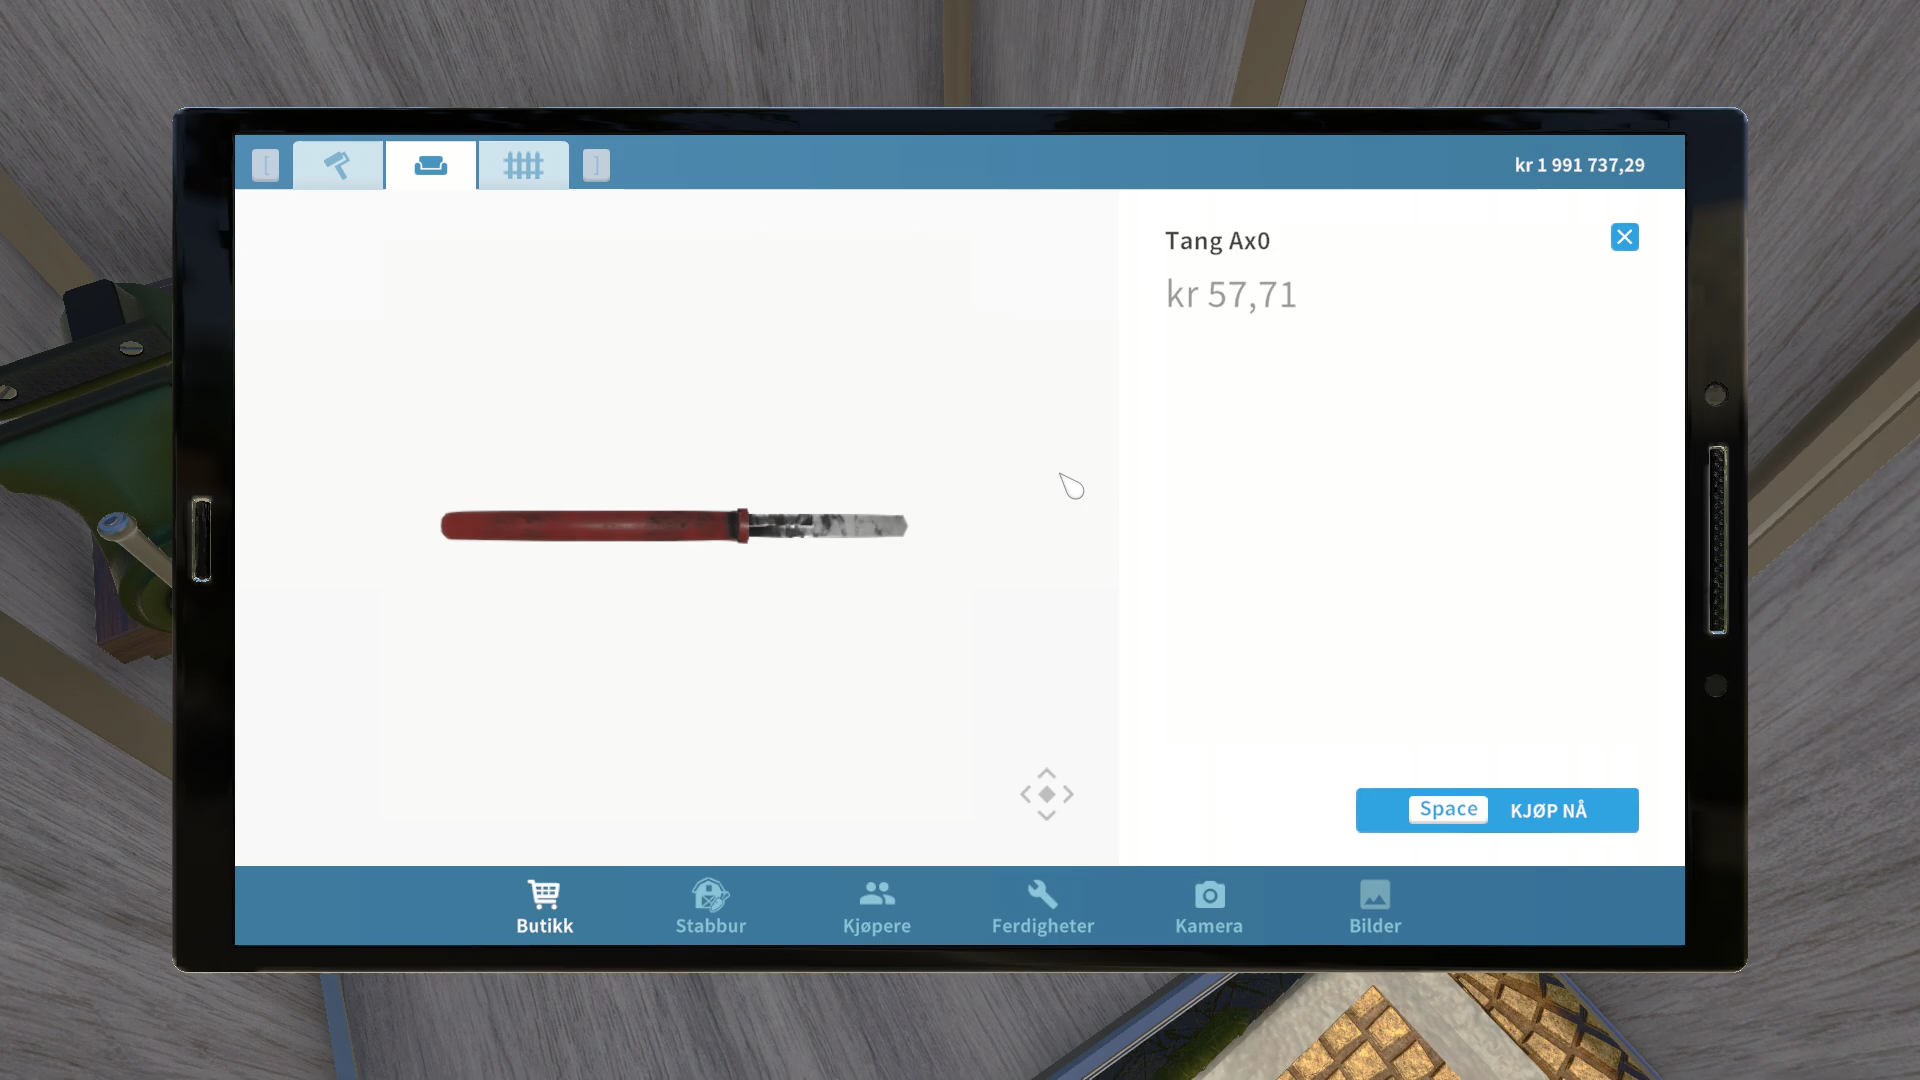 [
]
kr 1 991 737,29
Tang Ax0
kr 57,71
Space KJØP NÅ
Butikk
Stabbur
Kjøpere
Ferdigheter
Kamera
Bilder